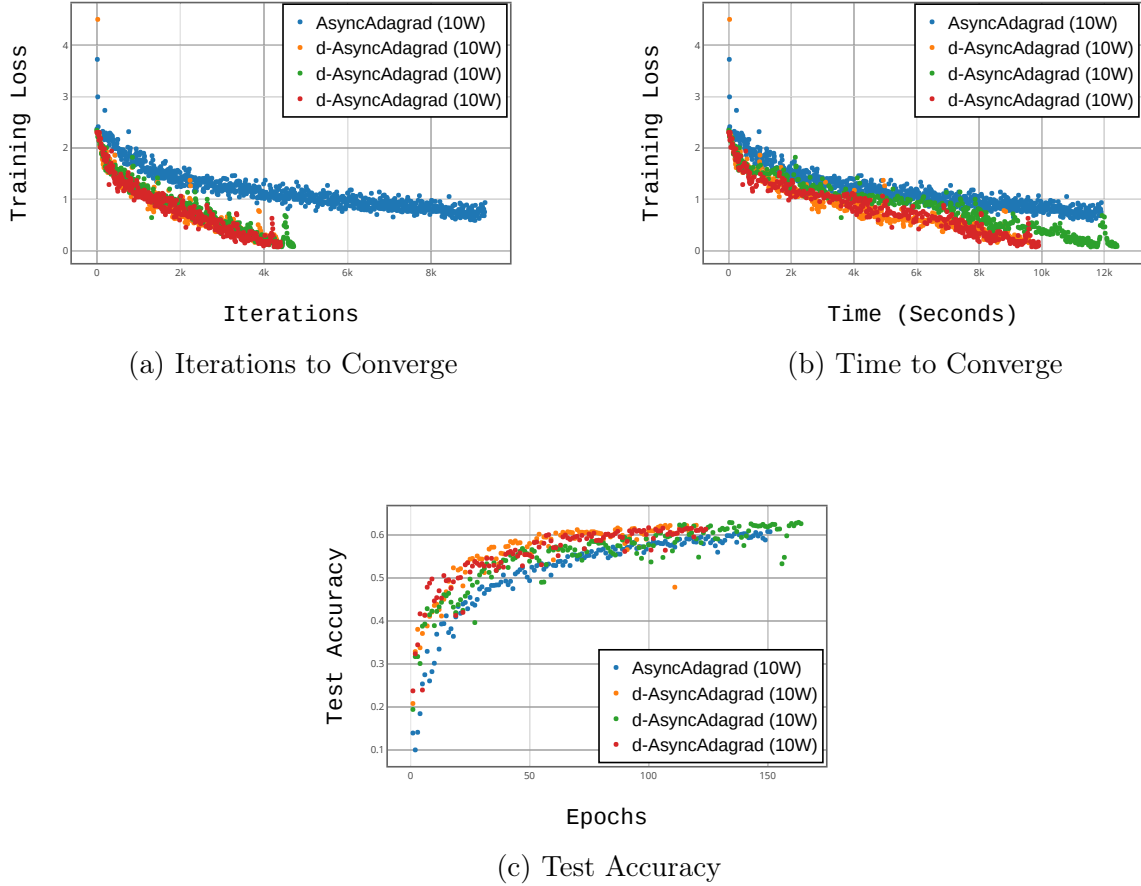 AsyncAdagrad (10W)
d-AsyncAdagrad (10W)
d-AsyncAdagrad (10W)
d-AsyncAdagrad (10W)
Training Loss
4
3
2
1
0
0
2k
4k
6k
8k
Iterations
(a) Iterations to Converge
AsyncAdagrad (10W)
d-AsyncAdagrad (10W)
d-AsyncAdagrad (10W)
d-AsyncAdagrad (10W)
Training Loss
4
3
2
1
0
0
2k
4k
6k
8k
10k
12k
Time (Seconds)
(b) Time to Converge
Test Accuracy
0.6
0.5
0.4
0.3
0.2
0.1
AsyncAdagrad (10W)
d-AsyncAdagrad (10W)
d-AsyncAdagrad (10W)
d-AsyncAdagrad (10W)
0
50
100
150
Epochs
(c) Test Accuracy